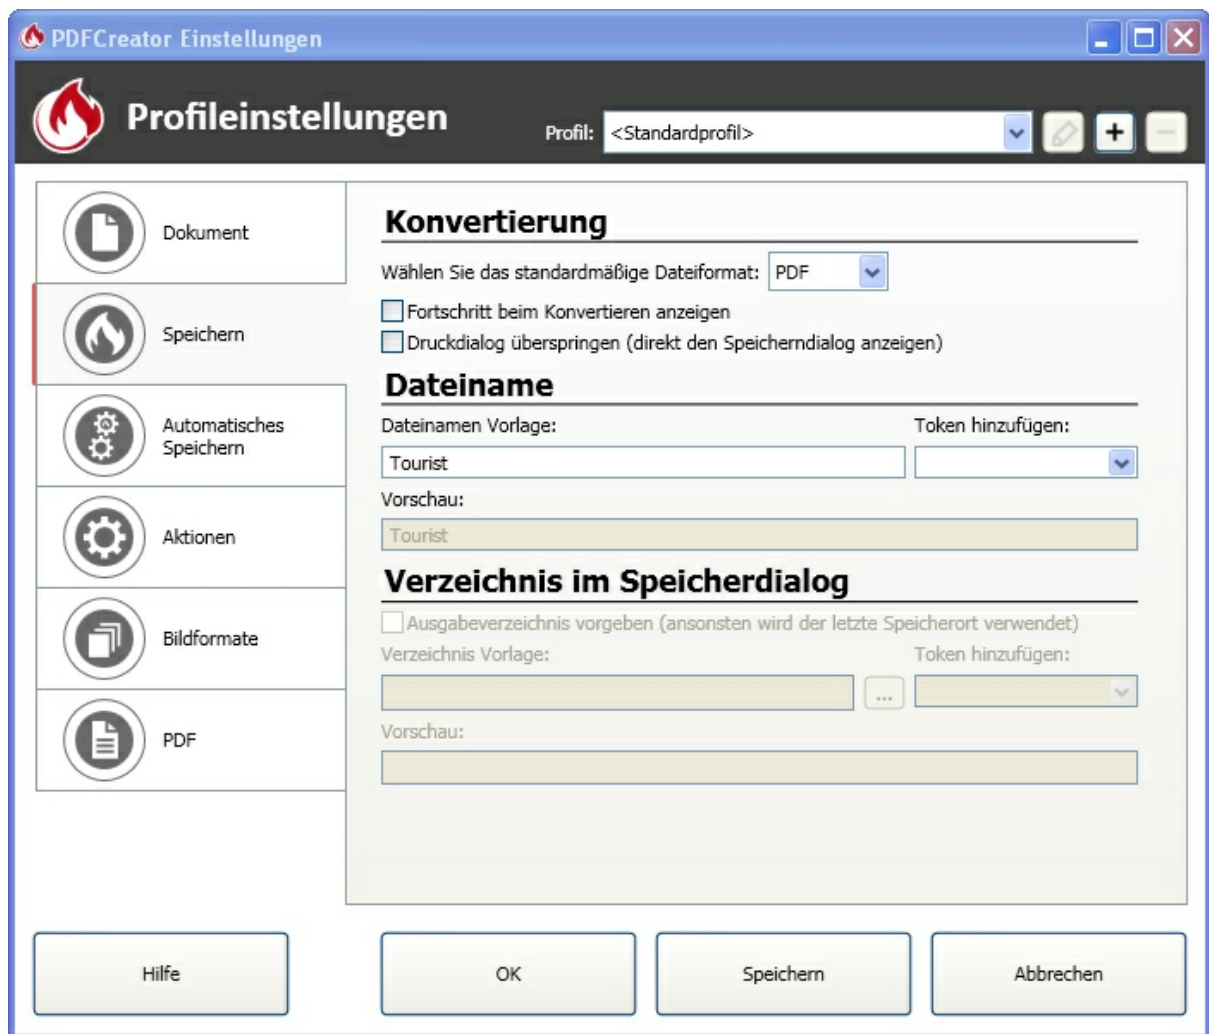 PDFCreator Einstellungen
Profileinstellungen
Profil: <Standardprofil>
Dokument
Speichern
Automatisches
Speichern
Aktionen
Bildformate
PDF
Konvertierung
Wählen Sie das standardmäßige Dateiformat: PDF
Fortschritt beim Konvertieren anzeigen
Druckdialog überspringen (direkt den Speicherndialog anzeigen)
Dateiname
Dateinamen Vorlage: Token hinzufügen:
Tourist
Vorschau:
Tourist
Verzeichnis im Speicherdialog
Ausgabeverzeichnis vorgeben (ansonsten wird der letzte Speicherort verwendet)
Verzeichnis Vorlage: Token hinzufügen:
...
Vorschau:
Hilfe OK Speichern Abbrechen